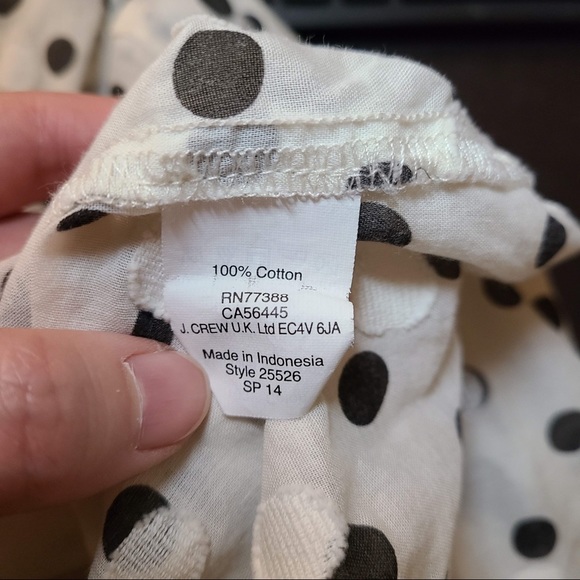 100% Cotton
RN77388
CA56445
J. CREW U.K. Ltd EC4V 6JA
Made in Indonesia
Style 25526
SP 14